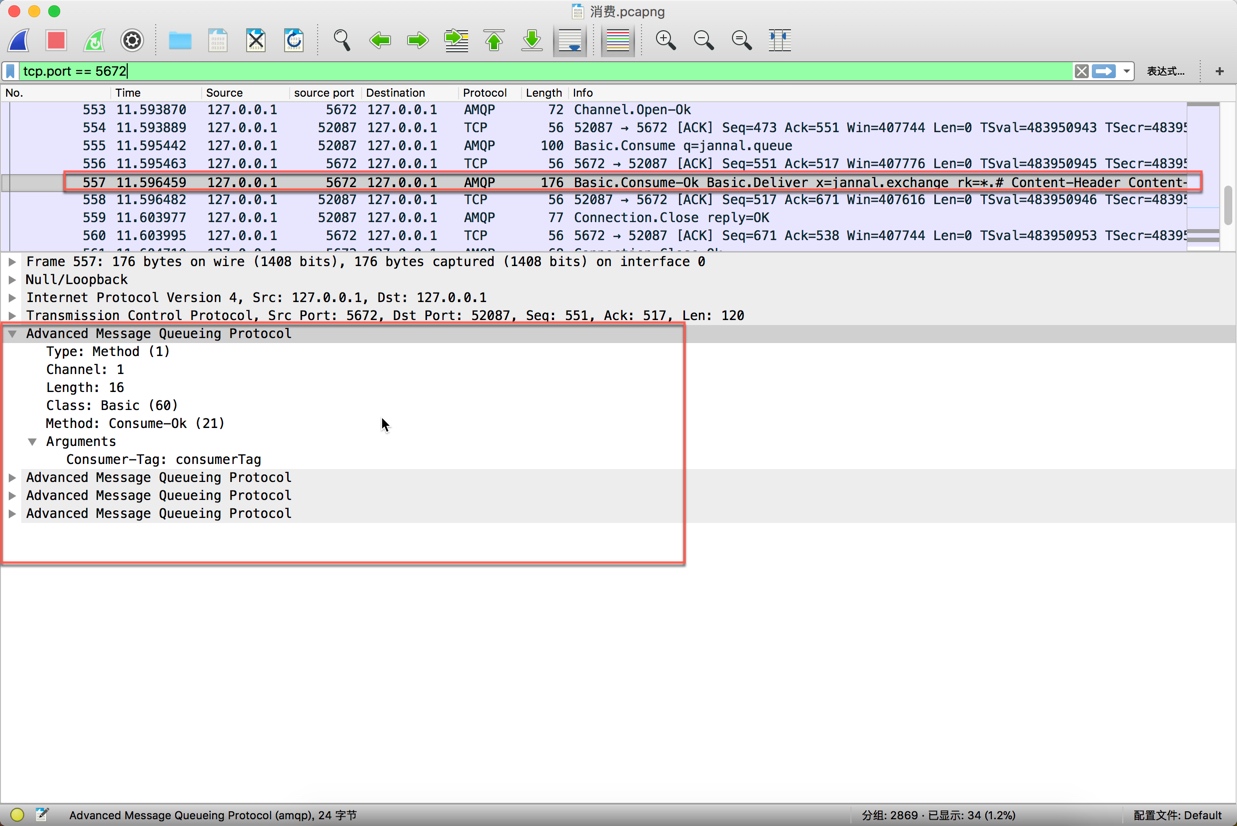 消费.pcapng
tcp.port == 5672
表达式… +
No. Time Source source port Destination Protocol Length Info
553 11.593870 127.0.0.1 5672 127.0.0.1 AMQP 72 Channel.Open-Ok
554 11.593889 127.0.0.1 52087 127.0.0.1 TCP 56 52087 → 5672 [ACK] Seq=473 Ack=551 Win=407744 Len=0 TSval=483950943 TSecr=48395
555 11.595442 127.0.0.1 52087 127.0.0.1 AMQP 100 Basic.Consume q=jannal.queue
556 11.595463 127.0.0.1 5672 127.0.0.1 TCP 56 5672 → 52087 [ACK] Seq=551 Ack=517 Win=407776 Len=0 TSval=483950945 TSecr=48395
557 11.596459 127.0.0.1 5672 127.0.0.1 AMQP 176 Basic.Consume-Ok Basic.Deliver x=jannal.exchange rk=*.# Content-Header Content-
558 11.596482 127.0.0.1 52087 127.0.0.1 TCP 56 52087 → 5672 [ACK] Seq=517 Ack=671 Win=407616 Len=0 TSval=483950946 TSecr=48395
559 11.603977 127.0.0.1 52087 127.0.0.1 AMQP 77 Connection.Close reply=OK
560 11.603995 127.0.0.1 5672 127.0.0.1 TCP 56 5672 → 52087 [ACK] Seq=671 Ack=538 Win=407744 Len=0 TSval=483950953 TSecr=48395
Frame 557: 176 bytes on wire (1408 bits), 176 bytes captured (1408 bits) on interface 0
Null/Loopback
Internet Protocol Version 4, Src: 127.0.0.1, Dst: 127.0.0.1
Transmission Control Protocol, Src Port: 5672, Dst Port: 52087, Seq: 551, Ack: 517, Len: 120
Advanced Message Queueing Protocol
Type: Method (1)
Channel: 1
Length: 16
Class: Basic (60)
Method: Consume-Ok (21)
Arguments
Consumer-Tag: consumerTag
Advanced Message Queueing Protocol
Advanced Message Queueing Protocol
Advanced Message Queueing Protocol
Advanced Message Queueing Protocol (amqp), 24 字节 分组: 2869 · 已显示: 34 (1.2%) 配置文件: Default